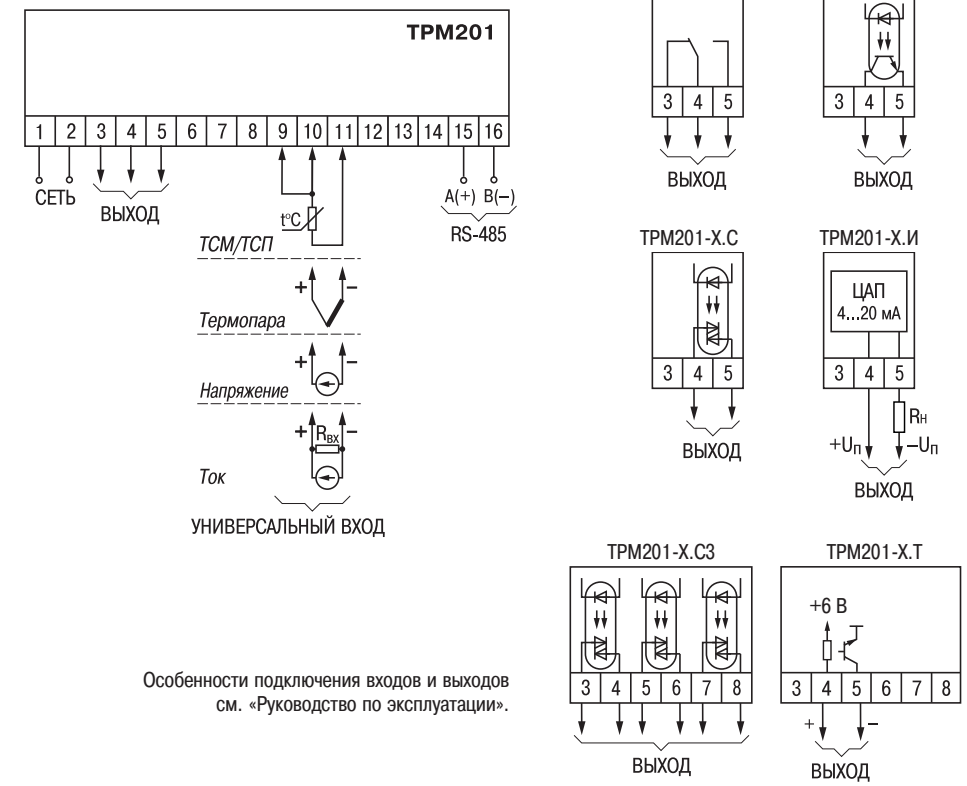 ТРМ201
1 2 3 4 5 6 7 8 9 10 11 12 13 14 15 16
СЕТЬ
ВЫХОД
A(+) B(–)
RS-485
t°C
ТСМ/ТСП
+ –
Термопара
+ –
Напряжение
+ –
Rвх
Ток
УНИВЕРСАЛЬНЫЙ ВХОД
Особенности подключения входов и выходов
см. «Руководство по эксплуатации».
3 4 5
ВЫХОД
3 4 5
ВЫХОД
ТРМ201-Х.С
3 4 5
ВЫХОД
ТРМ201-Х.И
ЦАП
4...20 мА
3 4 5
Rн
+Uп –Uп
ВЫХОД
ТРМ201-Х.С3
3 4 5 6 7 8
ВЫХОД
ТРМ201-Х.Т
+6 В
3 4 5 6 7 8
+ –
ВЫХОД